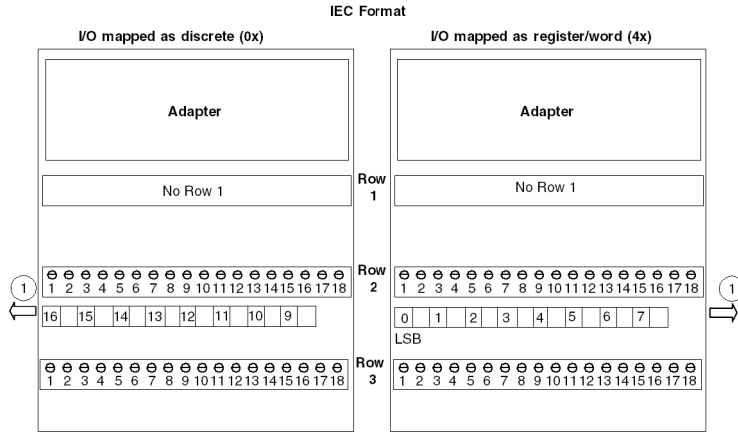 IEC Format
I/O mapped as discrete (0x)
I/O mapped as register/word (4x)
Adapter
Adapter
No Row 1
Row
1
No Row 1
1 2 3 4 5 6 7 8 9 10 11 12 13 14 15 16 17 18
Row
2
1 2 3 4 5 6 7 8 9 10 11 12 13 14 15 16 17 18
1
16 15 14 13 12 11 10 9
0 1 2 3 4 5 6 7
1
LSB
1 2 3 4 5 6 7 8 9 10 11 12 13 14 15 16 17 18
Row
3
1 2 3 4 5 6 7 8 9 10 11 12 13 14 15 16 17 18